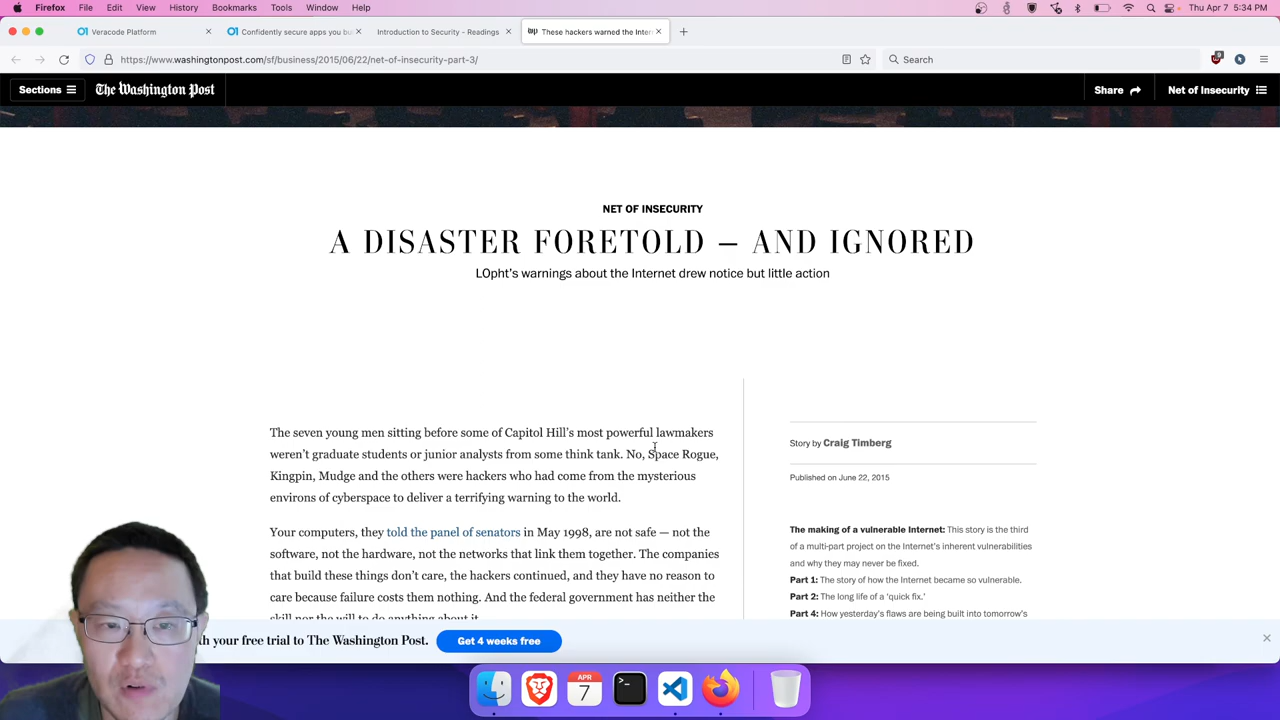 Firefox File Edit View History Bookmarks Tools Window Help Thu Apr 7 5:34 PM
Veracode Platform Confidently secure apps you bu Introduction to Security - Readings These hackers warned the Inter
https://www.washingtonpost.com/sf/business/2015/06/22/net-of-insecurity-part-3/ Search
Sections The Washington Post Share Net of Insecurity
NET OF INSECURITY
A DISASTER FORETOLD — AND IGNORED
L0pht's warnings about the Internet drew notice but little action
The seven young men sitting before some of Capitol Hill's most powerful lawmakers
weren't graduate students or junior analysts from some think tank. No, Space Rogue,
Kingpin, Mudge and the others were hackers who had come from the mysterious
environs of cyberspace to deliver a terrifying warning to the world.
Your computers, they told the panel of senators in May 1998, are not safe — not the
software, not the hardware, not the networks that link them together. The companies
that build these things don't care, the hackers continued, and they have no reason to
care because failure costs them nothing. And the federal government has neither the
skill nor the will to do anything about it.
Story by Craig Timberg
Published on June 22, 2015
The making of a vulnerable Internet: This story is the third
of a multi-part project on the Internet's inherent vulnerabilities
and why they may never be fixed.
Part 1: The story of how the Internet became so vulnerable.
Part 2: The long life of a 'quick fix.'
Part 4: How yesterday's flaws are being built into tomorrow's
your free trial to The Washington Post. Get 4 weeks free
APR
7